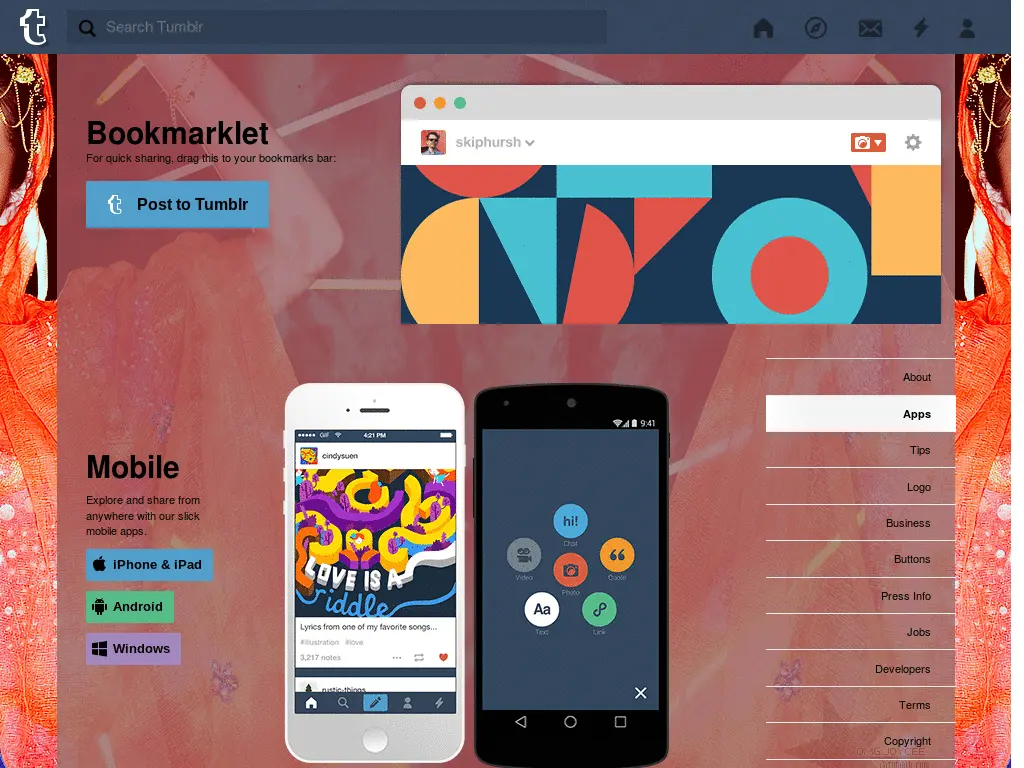 Search Tumblr
Bookmarklet
For quick sharing, drag this to your bookmarks bar:
Post to Tumblr
skiphursh
About
Apps
Tips
Logo
Business
Buttons
Press Info
Jobs
Developers
Terms
Copyright
Mobile
Explore and share from
anywhere with our slick
mobile apps.
iPhone & iPad
Android
Windows
GIF
4:21 PM
cindysuen
LOVE IS A
riddle
Lyrics from one of my favorite songs...
#illustration #love
3,217 notes
rustic-things
9:41
hi!
Chat
Video
Quote
Photo
Aa
Text
Link